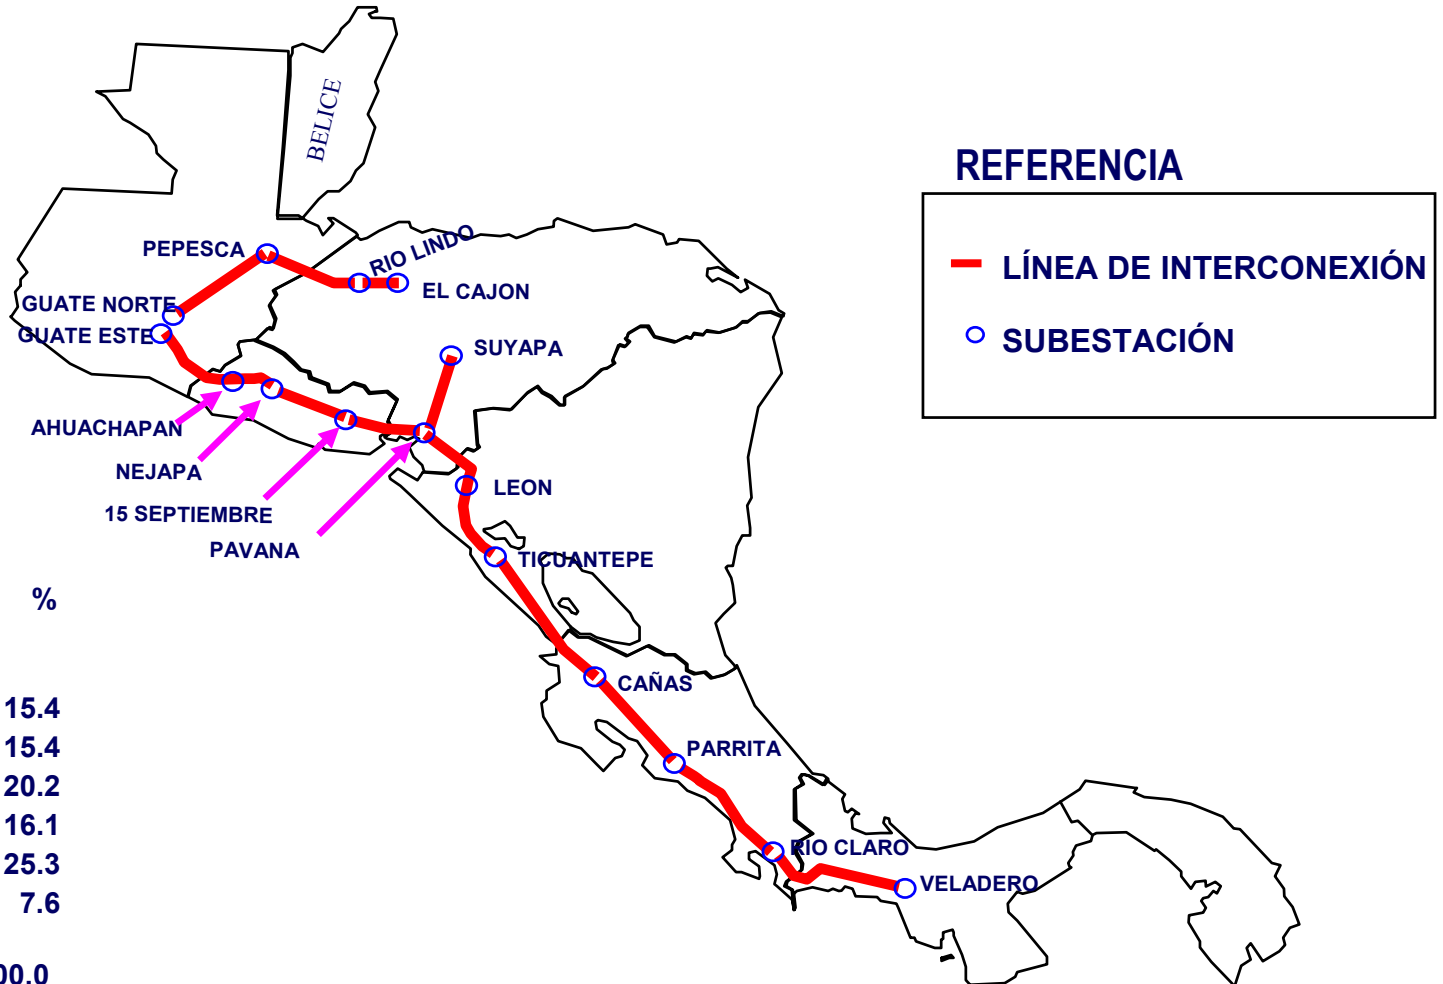 BELICE
REFERENCIA
LÍNEA DE INTERCONEXIÓN
SUBESTACIÓN
PEPESCA
RIO LINDO
EL CAJON
GUATE NORTE
GUATE ESTE
SUYAPA
AHUACHAPAN
NEJAPA
15 SEPTIEMBRE
PAVANA
LEON
TICUANTEPE
CAÑAS
PARRITA
RIO CLARO
VELADERO
%
15.4
15.4
20.2
16.1
25.3
7.6
00.0